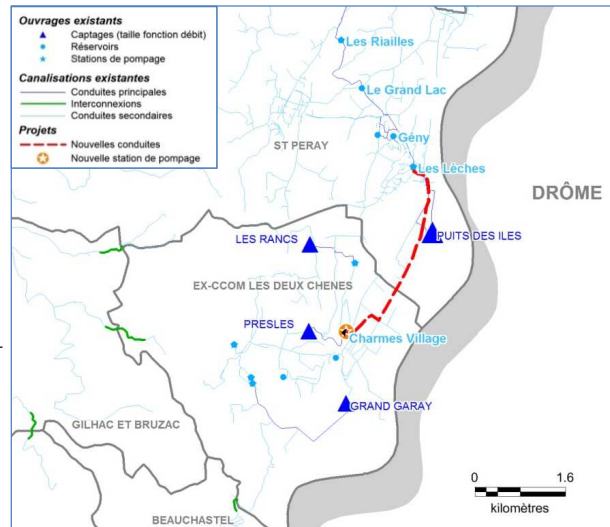 Ouvrages existants
Captages (taille fonction débit)
Réservoirs
Stations de pompage
Canalisations existantes
Conduites principales
Interconnexions
Conduites secondaires
Projets
Nouvelles conduites
Nouvelle station de pompage
Les Riailles
Le Grand Lac
Gény
ST PERAY
Les Lèches
DRÔME
PUITS DES ILES
LES RANCS
EX-CCOM LES DEUX CHENES
PRESLES
Charmes Village
GRAND GARAY
GILHAC ET BRUZAC
BEAUCHASTEL
0 1.6
kilomètres